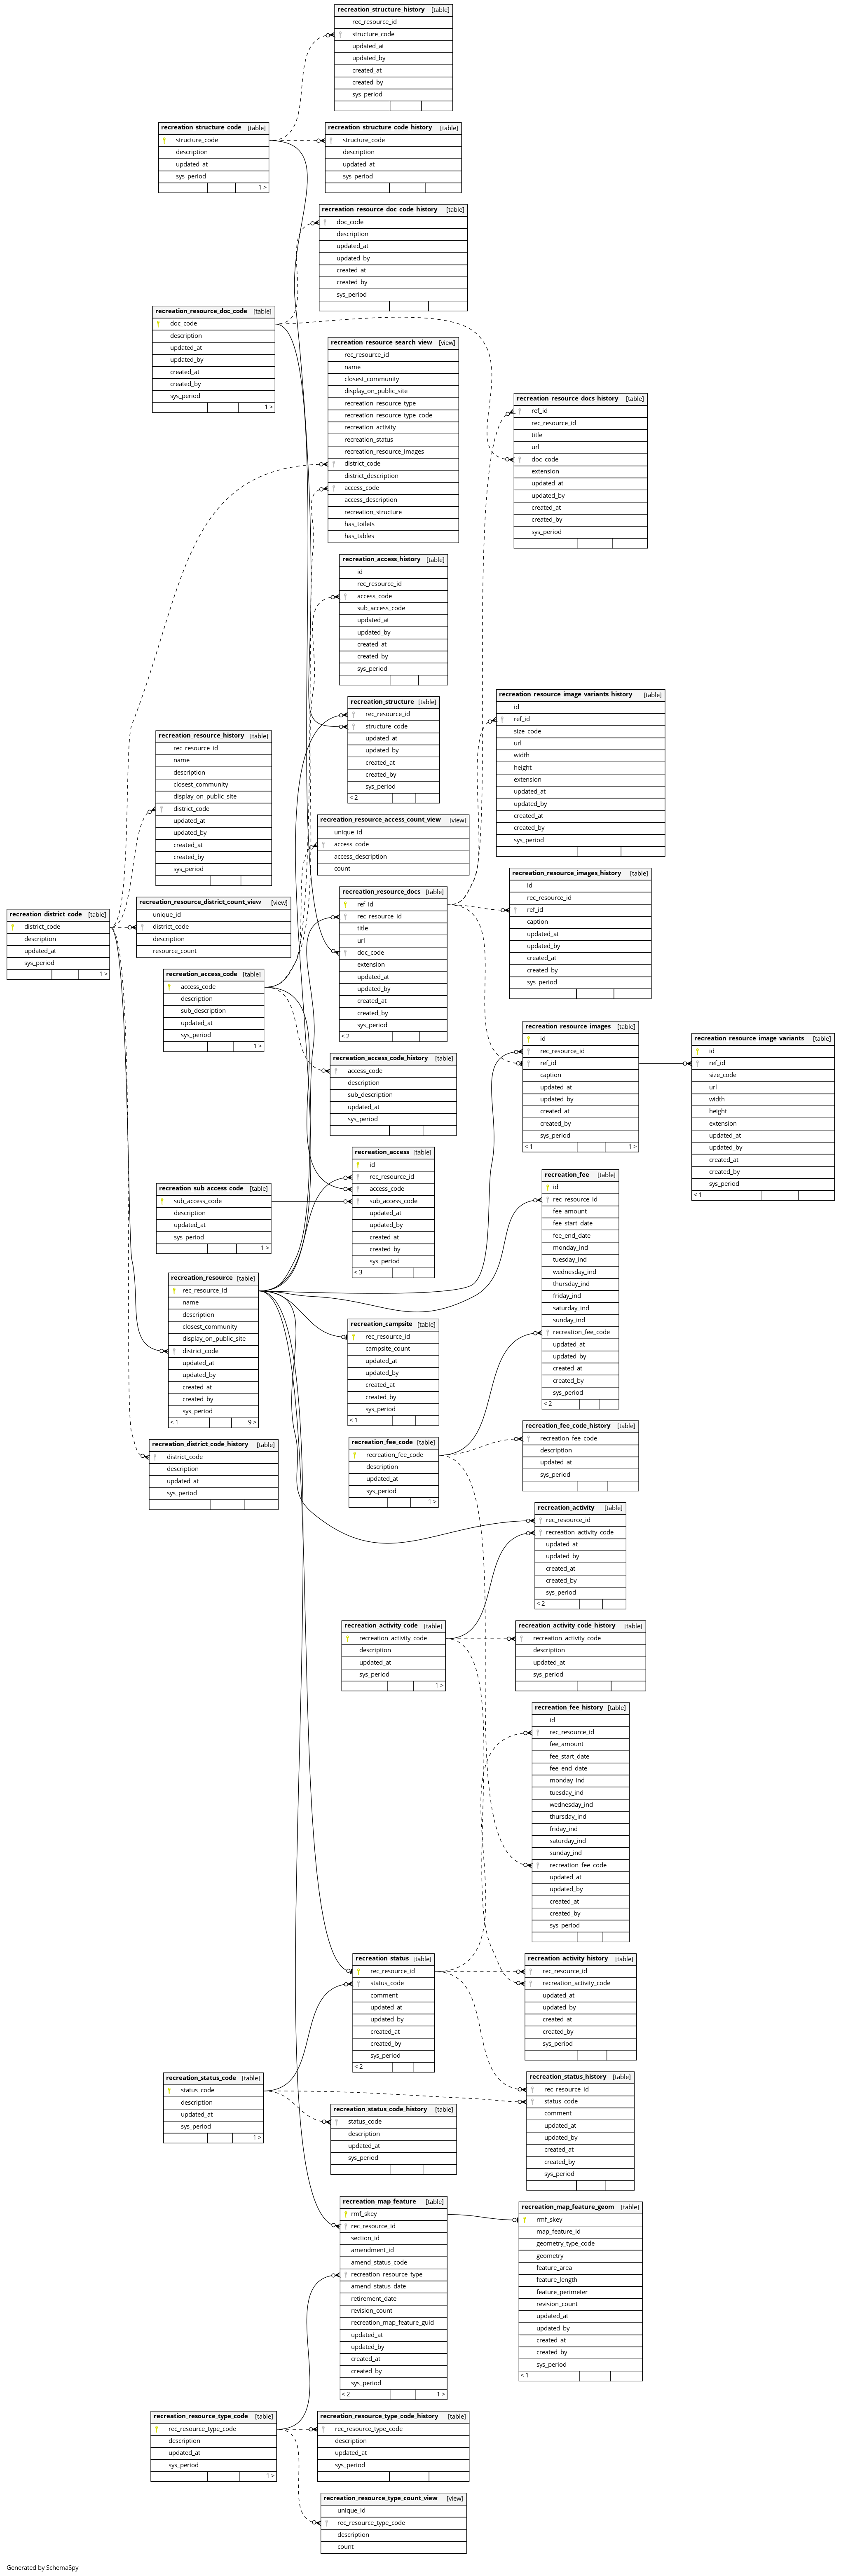 recreation_structure_history [table]
rec_resource_id
structure_code
updated_at
updated_by
created_at
created_by
sys_period
recreation_structure_code [table]
structure_code
description
updated_at
sys_period
1 >
recreation_structure_code_history [table]
structure_code
description
updated_at
sys_period
recreation_resource_doc_code_history [table]
doc_code
description
updated_at
updated_by
created_at
created_by
sys_period
recreation_resource_doc_code [table]
doc_code
description
updated_at
updated_by
created_at
created_by
sys_period
1 >
recreation_resource_search_view [view]
rec_resource_id
name
closest_community
display_on_public_site
recreation_resource_type
recreation_resource_type_code
recreation_activity
recreation_status
recreation_resource_images
district_code
district_description
access_code
access_description
recreation_structure
has_toilets
has_tables
recreation_resource_docs_history [table]
ref_id
rec_resource_id
title
url
doc_code
extension
updated_at
updated_by
created_at
created_by
sys_period
recreation_access_history [table]
id
rec_resource_id
access_code
sub_access_code
updated_at
updated_by
created_at
created_by
sys_period
recreation_structure [table]
rec_resource_id
structure_code
updated_at
updated_by
created_at
created_by
sys_period
< 2
recreation_resource_image_variants_history [table]
id
ref_id
size_code
url
width
height
extension
updated_at
updated_by
created_at
created_by
sys_period
recreation_resource_history [table]
rec_resource_id
name
description
closest_community
display_on_public_site
district_code
updated_at
updated_by
created_at
created_by
sys_period
recreation_resource_access_count_view [view]
unique_id
access_code
access_description
count
recreation_resource_images_history [table]
id
rec_resource_id
ref_id
caption
updated_at
updated_by
created_at
created_by
sys_period
recreation_resource_docs [table]
ref_id
rec_resource_id
title
url
doc_code
extension
updated_at
updated_by
created_at
created_by
sys_period
< 2
recreation_resource_district_count_view [view]
unique_id
district_code
description
resource_count
recreation_district_code [table]
district_code
description
updated_at
sys_period
1 >
recreation_access_code [table]
access_code
description
sub_description
updated_at
sys_period
1 >
recreation_resource_images [table]
id
rec_resource_id
ref_id
caption
updated_at
updated_by
created_at
created_by
sys_period
< 1 1 >
recreation_resource_image_variants [table]
id
ref_id
size_code
url
width
height
extension
updated_at
updated_by
created_at
created_by
sys_period
< 1
recreation_access_code_history [table]
access_code
description
sub_description
updated_at
sys_period
recreation_access [table]
id
rec_resource_id
access_code
sub_access_code
updated_at
updated_by
created_at
created_by
sys_period
< 3
recreation_sub_access_code [table]
sub_access_code
description
updated_at
sys_period
1 >
recreation_fee [table]
id
rec_resource_id
fee_amount
fee_start_date
fee_end_date
monday_ind
tuesday_ind
wednesday_ind
thursday_ind
friday_ind
saturday_ind
sunday_ind
recreation_fee_code
updated_at
updated_by
created_at
created_by
sys_period
< 2
recreation_resource [table]
rec_resource_id
name
description
closest_community
display_on_public_site
district_code
updated_at
updated_by
created_at
created_by
sys_period
< 1 9 >
recreation_campsite [table]
rec_resource_id
campsite_count
updated_at
updated_by
created_at
created_by
sys_period
< 1
recreation_district_code_history [table]
district_code
description
updated_at
sys_period
recreation_fee_code [table]
recreation_fee_code
description
updated_at
sys_period
1 >
recreation_fee_code_history [table]
recreation_fee_code
description
updated_at
sys_period
recreation_activity [table]
rec_resource_id
recreation_activity_code
updated_at
updated_by
created_at
created_by
sys_period
< 2
recreation_activity_code [table]
recreation_activity_code
description
updated_at
sys_period
1 >
recreation_activity_code_history [table]
recreation_activity_code
description
updated_at
sys_period
recreation_fee_history [table]
id
rec_resource_id
fee_amount
fee_start_date
fee_end_date
monday_ind
tuesday_ind
wednesday_ind
thursday_ind
friday_ind
saturday_ind
sunday_ind
recreation_fee_code
updated_at
updated_by
created_at
created_by
sys_period
recreation_status [table]
rec_resource_id
status_code
comment
updated_at
updated_by
created_at
created_by
sys_period
< 2
recreation_activity_history [table]
rec_resource_id
recreation_activity_code
updated_at
updated_by
created_at
created_by
sys_period
recreation_status_code [table]
status_code
description
updated_at
sys_period
1 >
recreation_status_history [table]
rec_resource_id
status_code
comment
updated_at
updated_by
created_at
created_by
sys_period
recreation_status_code_history [table]
status_code
description
updated_at
sys_period
recreation_map_feature [table]
rmf_skey
rec_resource_id
section_id
amendment_id
amend_status_code
recreation_resource_type
amend_status_date
retirement_date
revision_count
recreation_map_feature_guid
updated_at
updated_by
created_at
created_by
sys_period
< 2 1 >
recreation_map_feature_geom [table]
rmf_skey
map_feature_id
geometry_type_code
geometry
feature_area
feature_length
feature_perimeter
revision_count
updated_at
updated_by
created_at
created_by
sys_period
< 1
recreation_resource_type_code [table]
rec_resource_type_code
description
updated_at
sys_period
1 >
recreation_resource_type_code_history [table]
rec_resource_type_code
description
updated_at
sys_period
recreation_resource_type_count_view [view]
unique_id
rec_resource_type_code
description
count
Generated by SchemaSpy